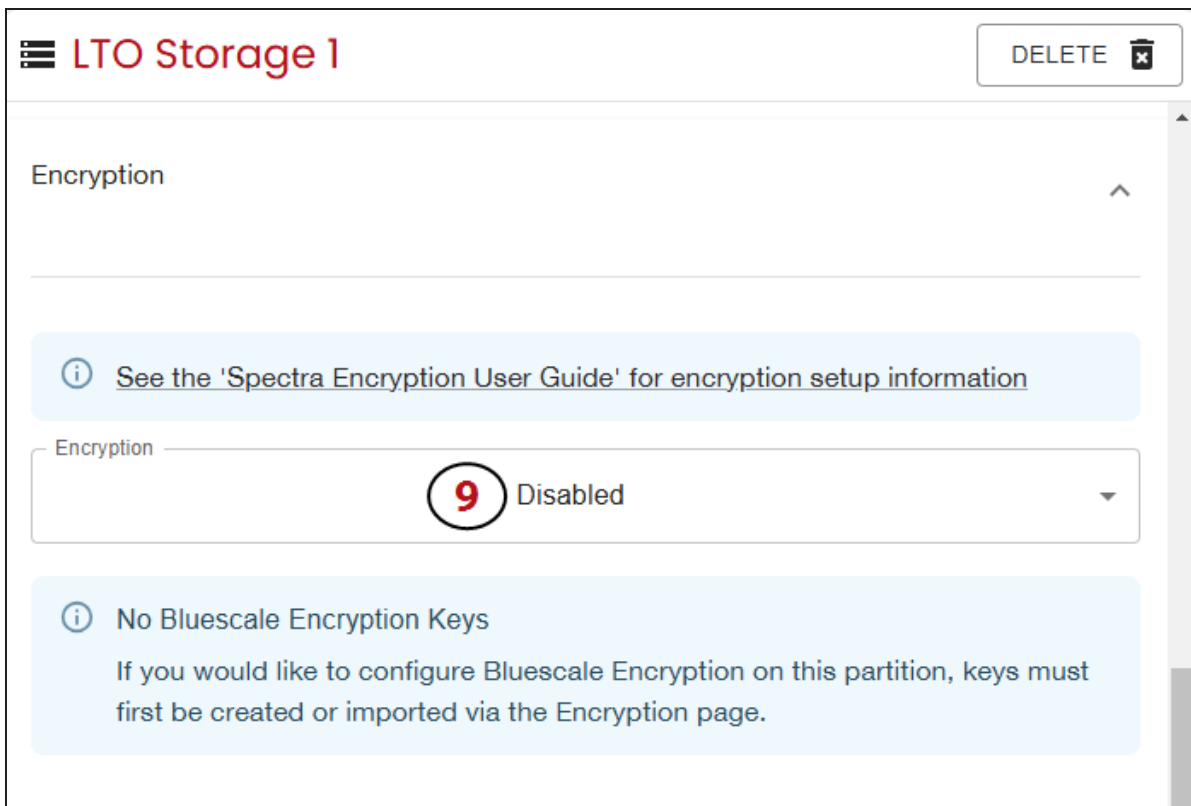 LTO Storage 1
DELETE
Encryption
See the 'Spectra Encryption User Guide' for encryption setup information
Encryption
9 Disabled
No Bluescale Encryption Keys
If you would like to configure Bluescale Encryption on this partition, keys must
first be created or imported via the Encryption page.